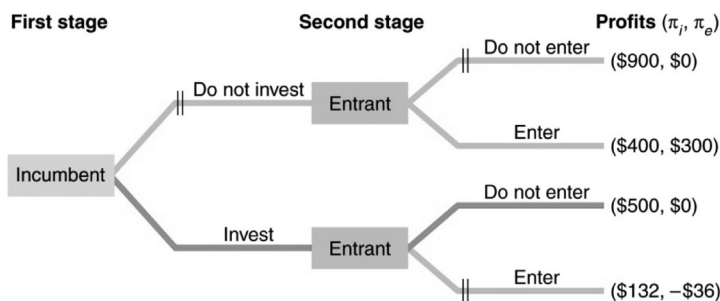 First stage Second stage Profits (πi, πe)
Do not enter ($900, $0)
Do not invest Entrant
Enter ($400, $300)
Incumbent
Do not enter ($500, $0)
Invest Entrant
Enter ($132, −$36)